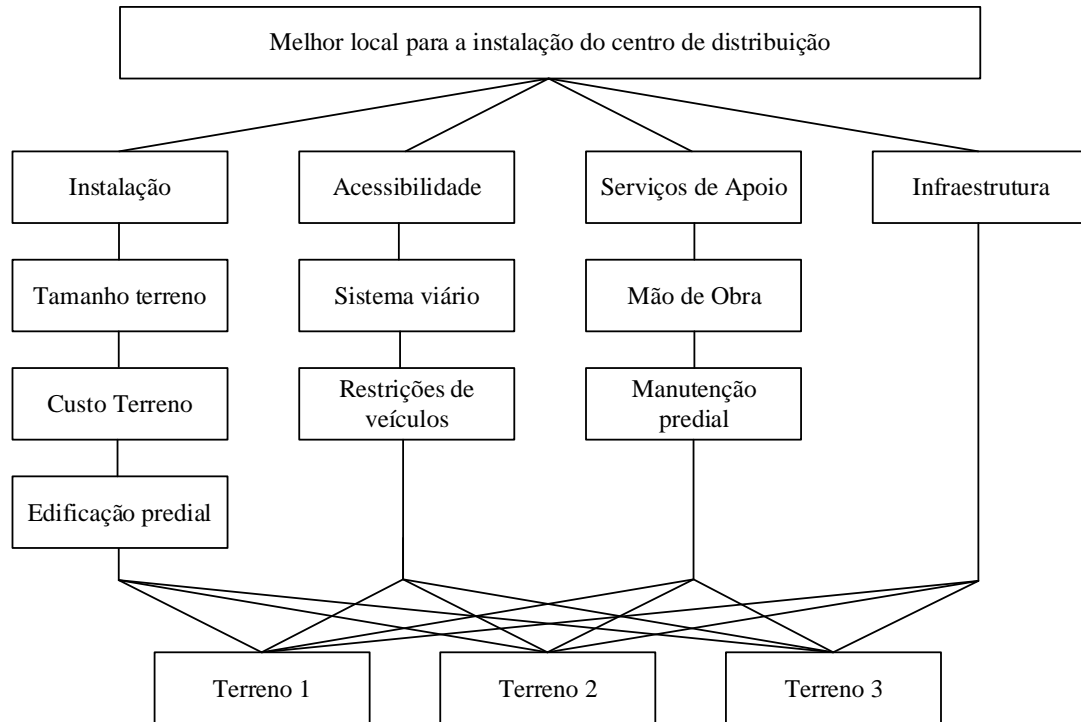 Melhor local para a instalação do centro de distribuição
Instalação
Acessibilidade
Serviços de Apoio
Infraestrutura
Tamanho terreno
Sistema viário
Mão de Obra
Custo Terreno
Restrições de
veículos
Manutenção
predial
Edificação predial
Terreno 1
Terreno 2
Terreno 3